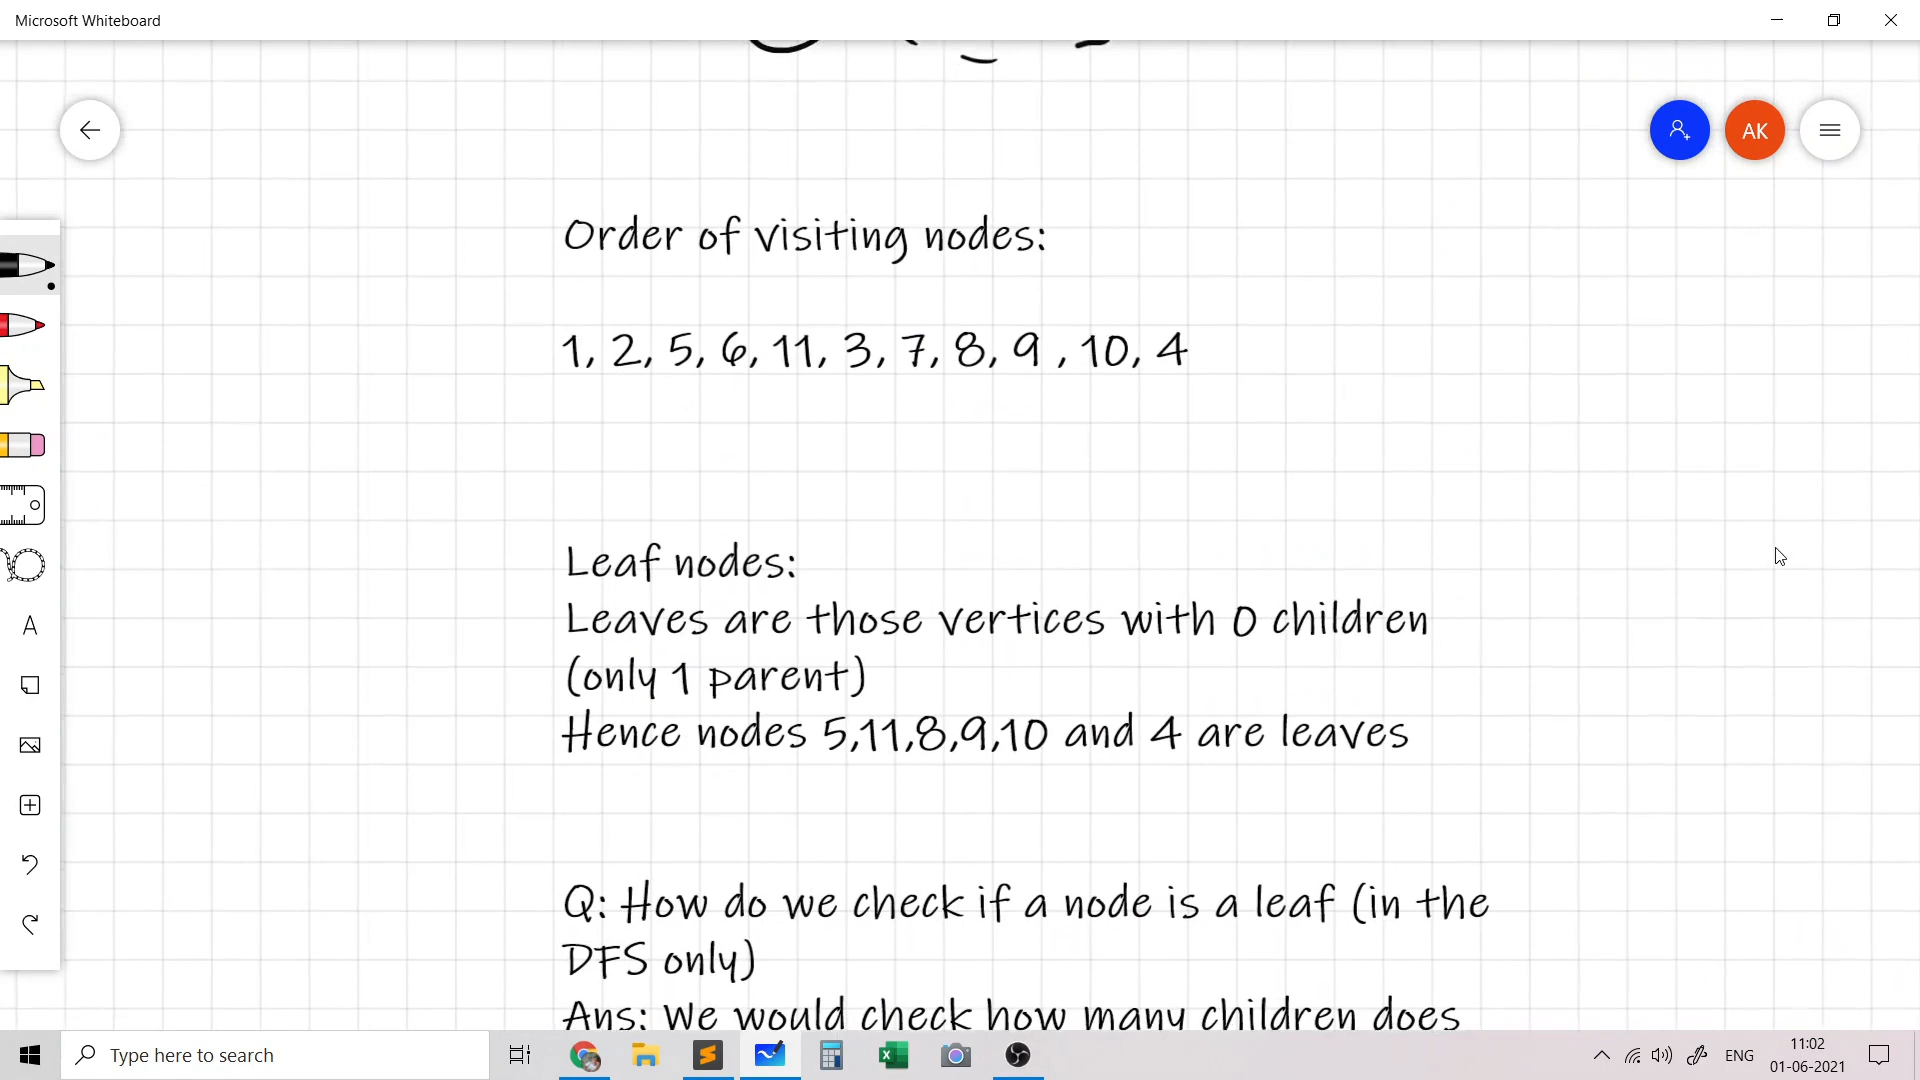 Microsoft Whiteboard
AK
Order of visiting nodes:
1, 2, 5, 6, 11, 3, 7, 8, 9 , 10, 4
Leaf nodes:
Leaves are those vertices with 0 children
(only 1 parent)
Hence nodes 5,11,8,9,10 and 4 are leaves
Q: How do we check if a node is a leaf (in the
DFS only)
Ans: We would check how many children does
A
Type here to search
ENG
11:02
01-06-2021